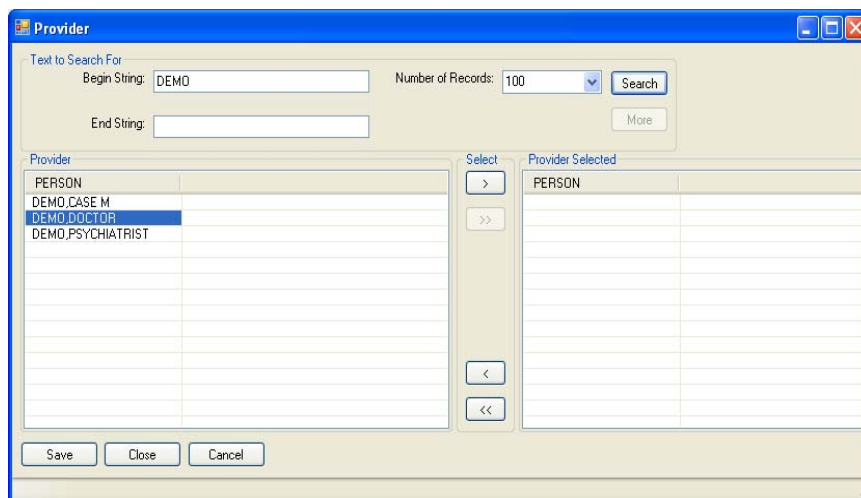 Provider
Text to Search For
Begin String: DEMO Number of Records: 100 Search
End String: More
Provider Select Provider Selected
PERSON > PERSON
DEMO,CASE M
DEMO,DOCTOR >>
DEMO,PSYCHIATRIST
<
<<
Save Close Cancel